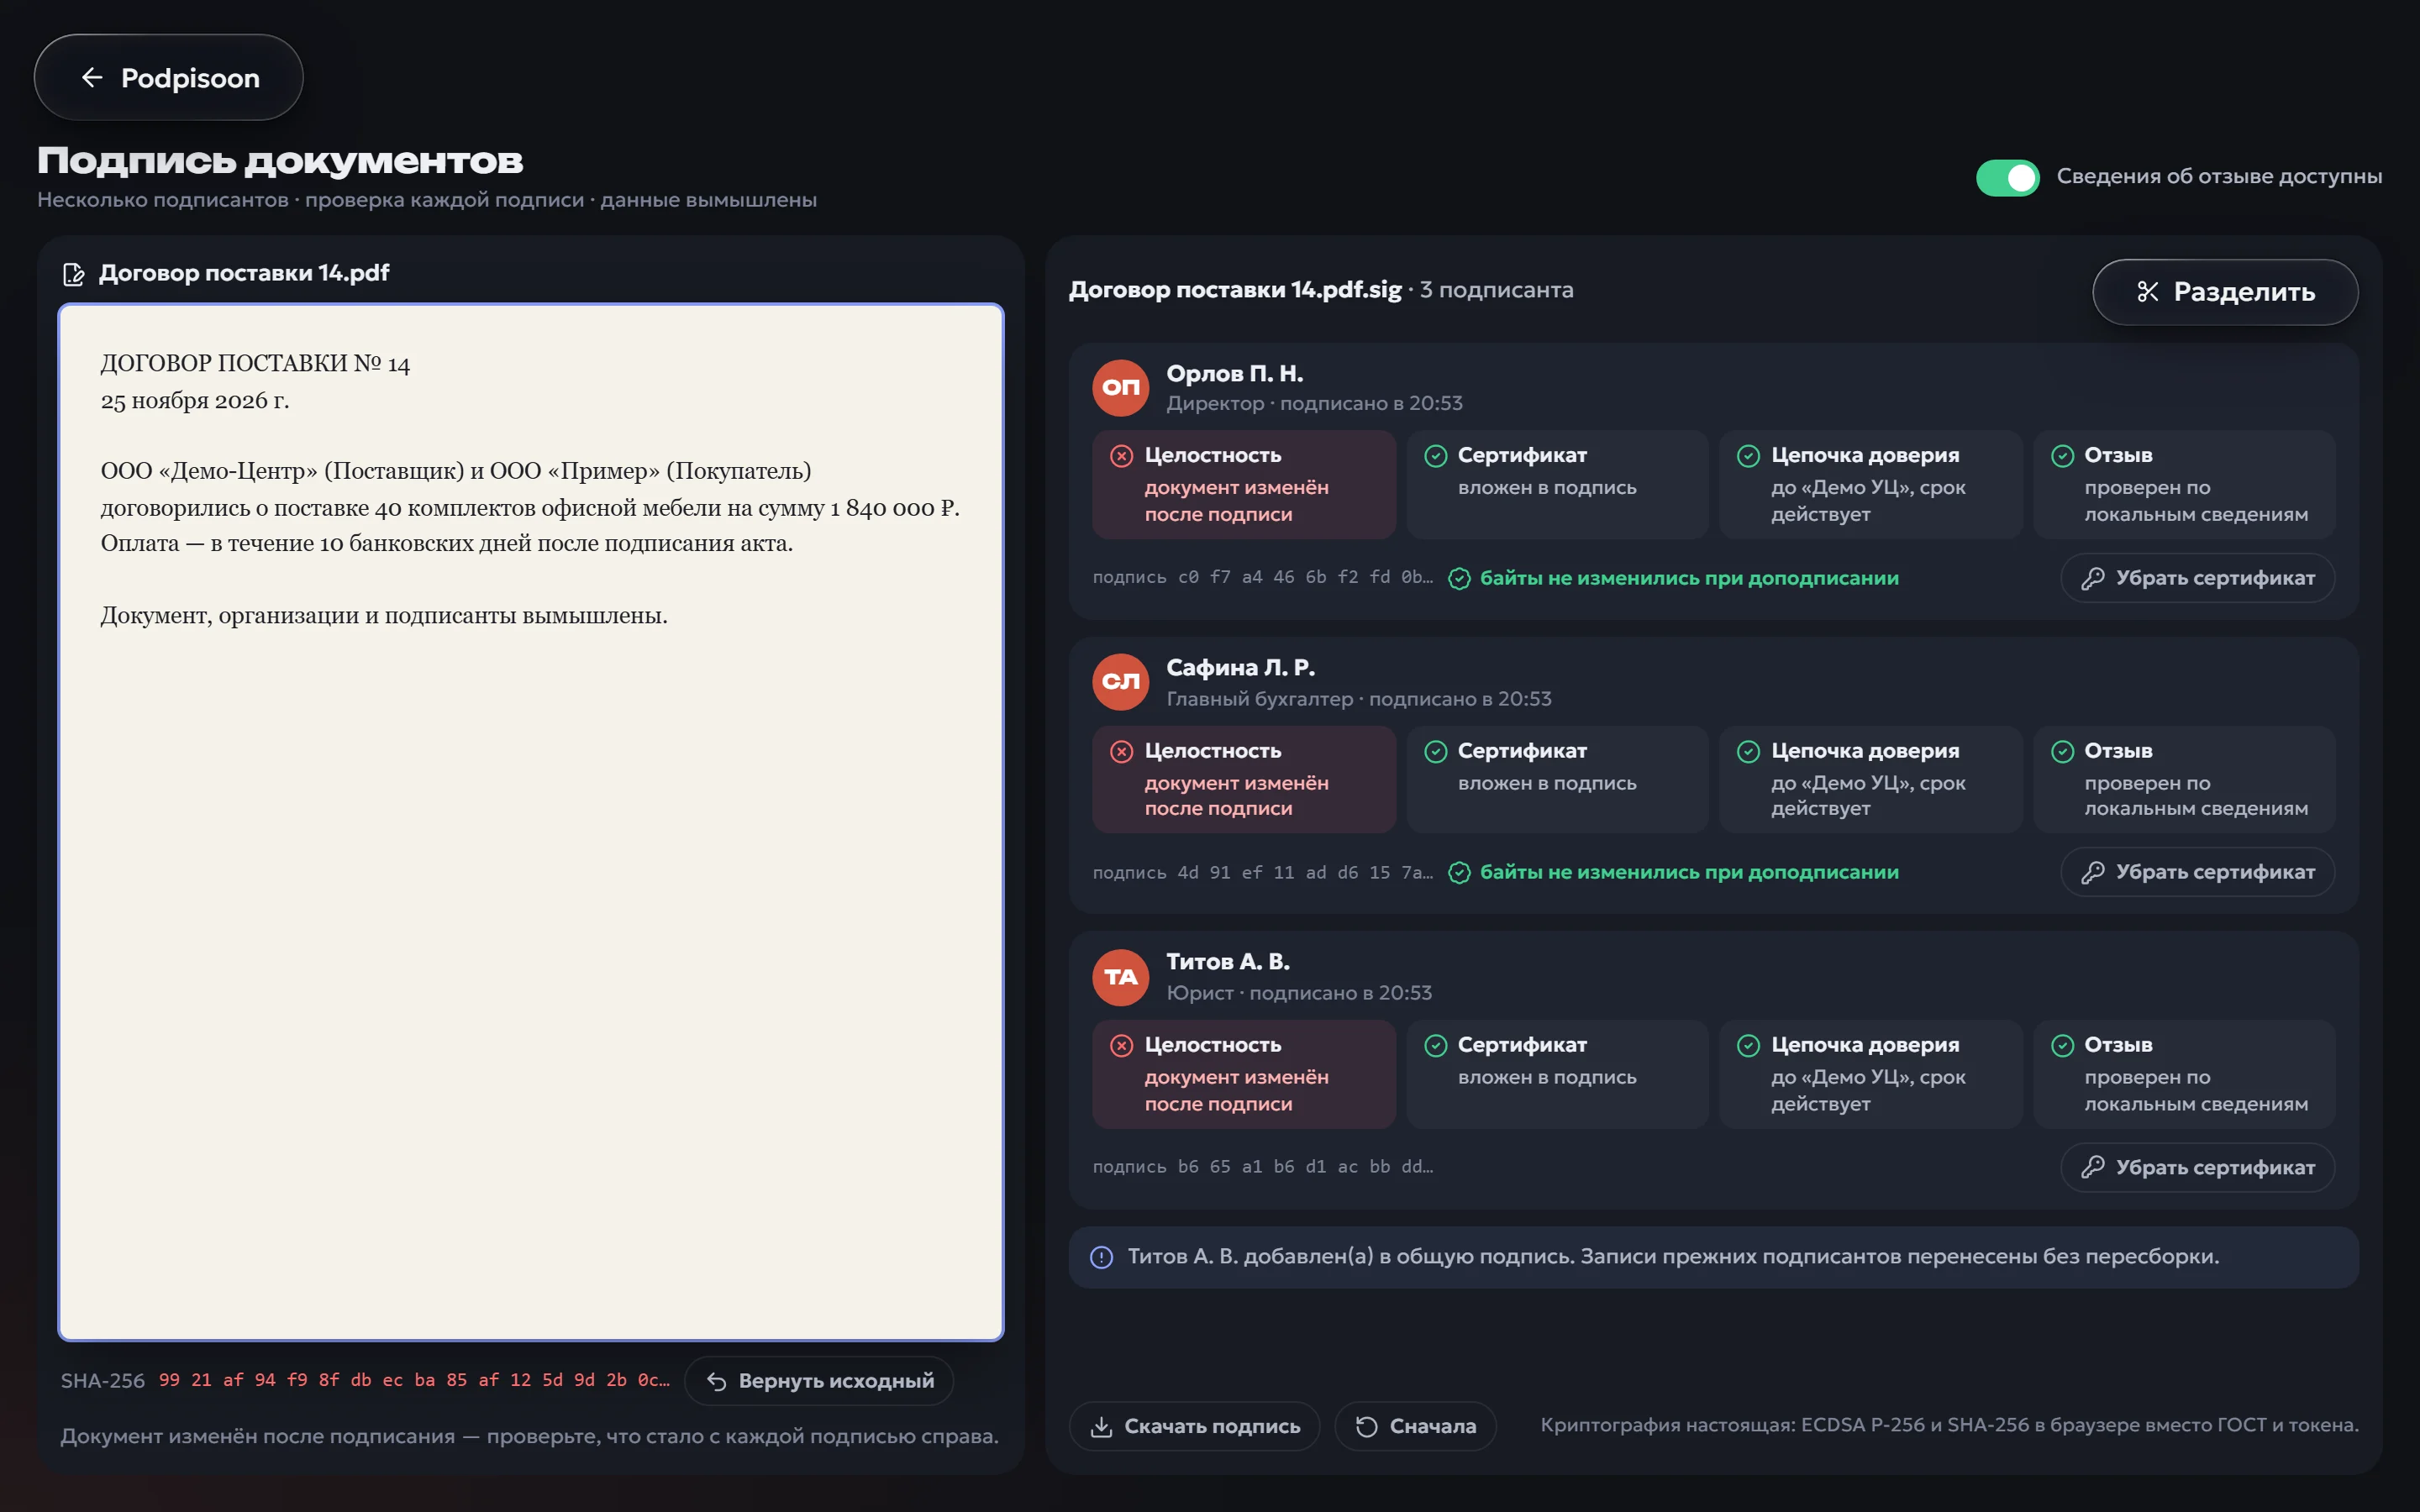 Podpisoon
Подпись документов
Несколько подписантов · проверка каждой подписи · данные вымышлены
Сведения об отзыве доступны
Договор поставки 14.pdf
ДОГОВОР ПОСТАВКИ № 14
25 ноября 2026 г.
ООО «Демо-Центр» (Поставщик) и ООО «Пример» (Покупатель)
договорились о поставке 40 комплектов офисной мебели на сумму 1 840 000 ₽.
Оплата — в течение 10 банковских дней после подписания акта.
Документ, организации и подписанты вымышлены.
SHA-256 99 21 af 94 f9 8f db ec ba 85 af 12 5d 9d 2b 0c…
Вернуть исходный
Документ изменён после подписания — проверьте, что стало с каждой подписью справа.
Договор поставки 14.pdf.sig · 3 подписанта
Разделить
ОП
Орлов П. Н.
Директор · подписано в 20:53
Целостность
документ изменён
после подписи
Сертификат
вложен в подпись
Цепочка доверия
до «Демо УЦ», срок
действует
Отзыв
проверен по
локальным сведениям
подпись c0 f7 a4 46 6b f2 fd 0b…
байты не изменились при доподписании
Убрать сертификат
СЛ
Сафина Л. Р.
Главный бухгалтер · подписано в 20:53
Целостность
документ изменён
после подписи
Сертификат
вложен в подпись
Цепочка доверия
до «Демо УЦ», срок
действует
Отзыв
проверен по
локальным сведениям
подпись 4d 91 ef 11 ad d6 15 7a…
байты не изменились при доподписании
Убрать сертификат
ТА
Титов А. В.
Юрист · подписано в 20:53
Целостность
документ изменён
после подписи
Сертификат
вложен в подпись
Цепочка доверия
до «Демо УЦ», срок
действует
Отзыв
проверен по
локальным сведениям
подпись b6 65 a1 b6 d1 ac bb dd…
Убрать сертификат
Титов А. В. добавлен(а) в общую подпись. Записи прежних подписантов перенесены без пересборки.
Скачать подпись
Сначала
Криптография настоящая: ECDSA P-256 и SHA-256 в браузере вместо ГОСТ и токена.